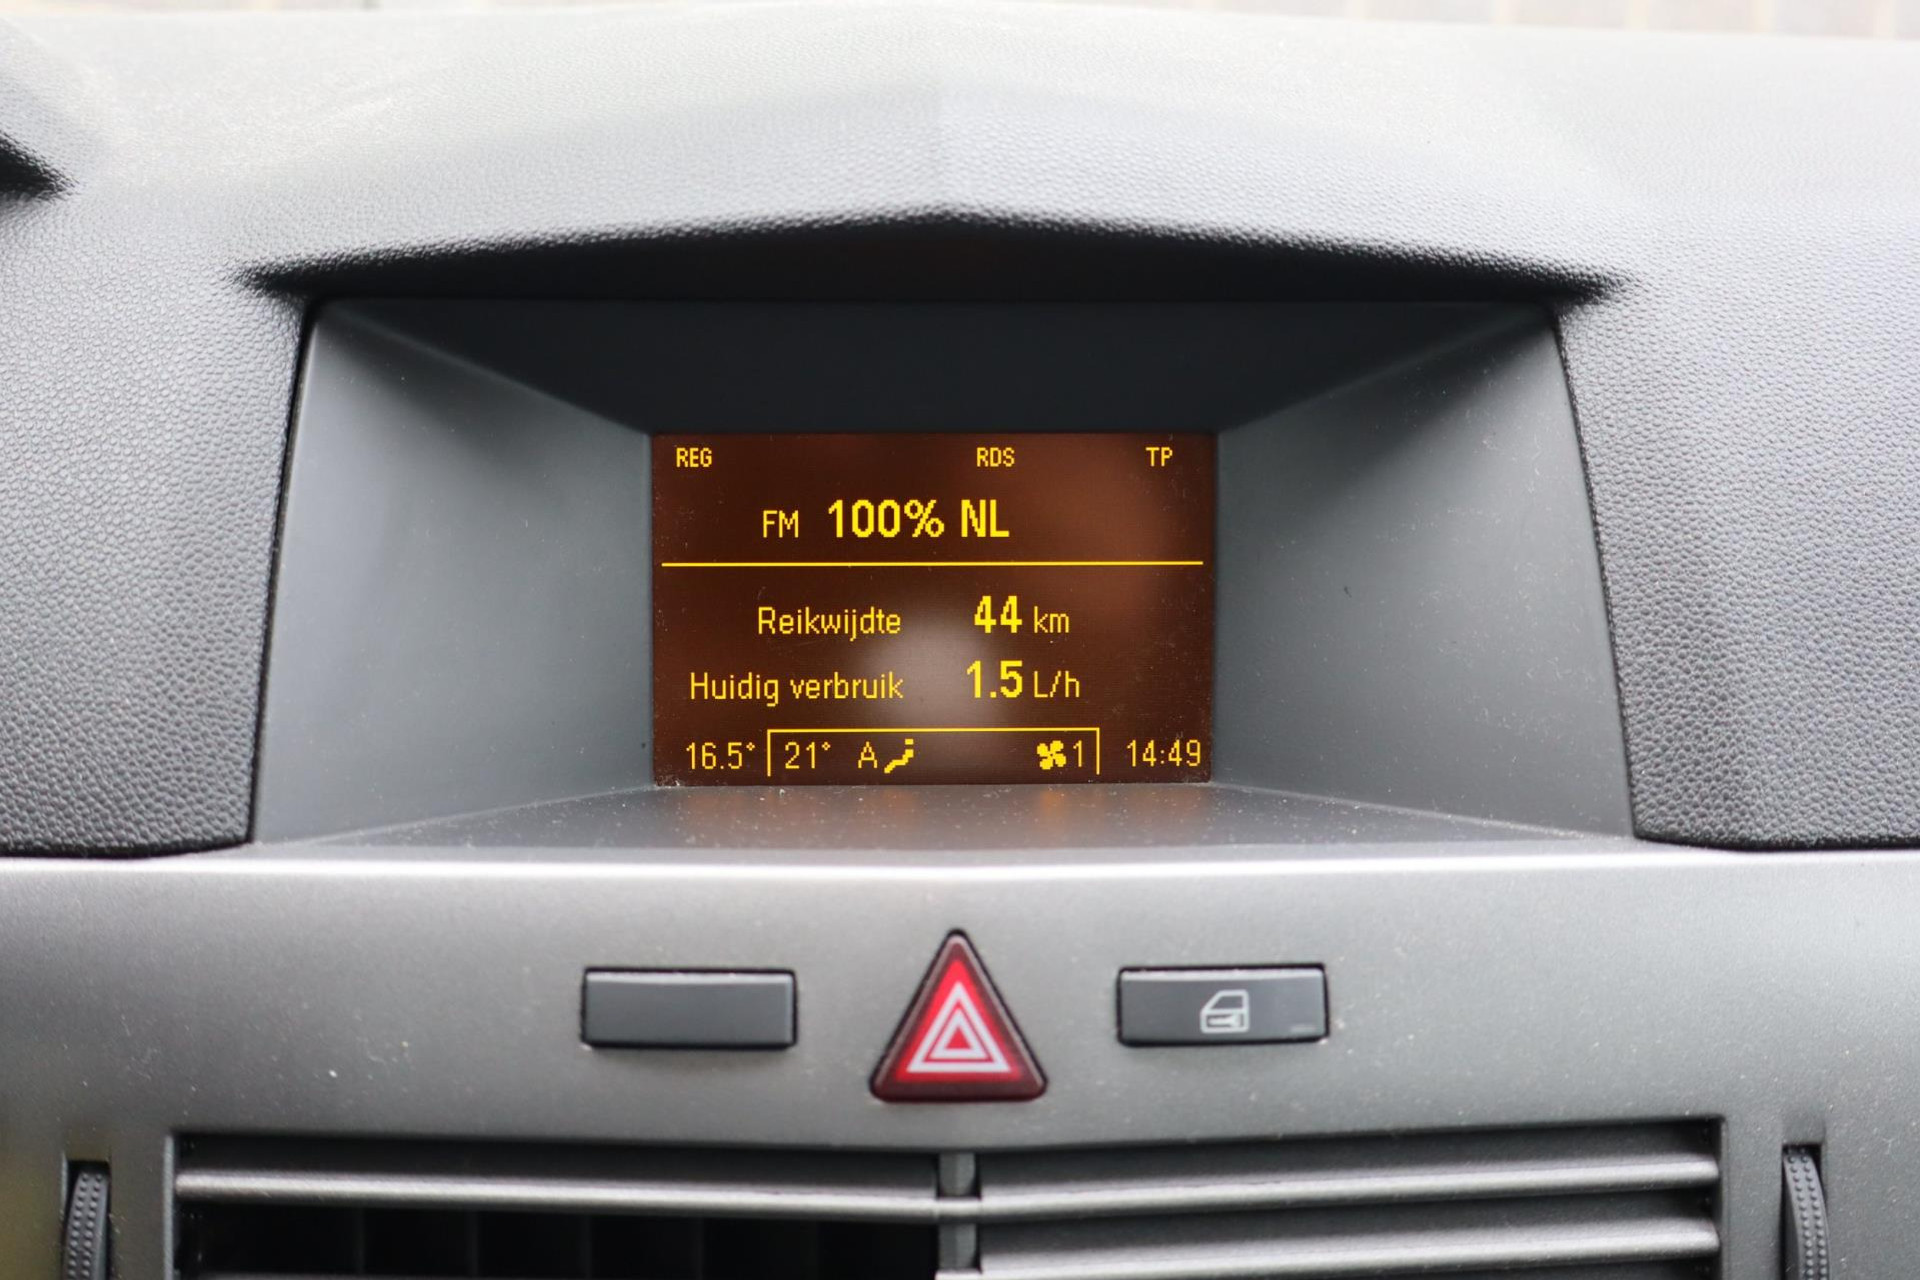 REG RDS TP
FM 100% NL
Reikwijdte 44 km
Huidig verbruik 1.5 L/h
16.5° 21° A 1 14:49